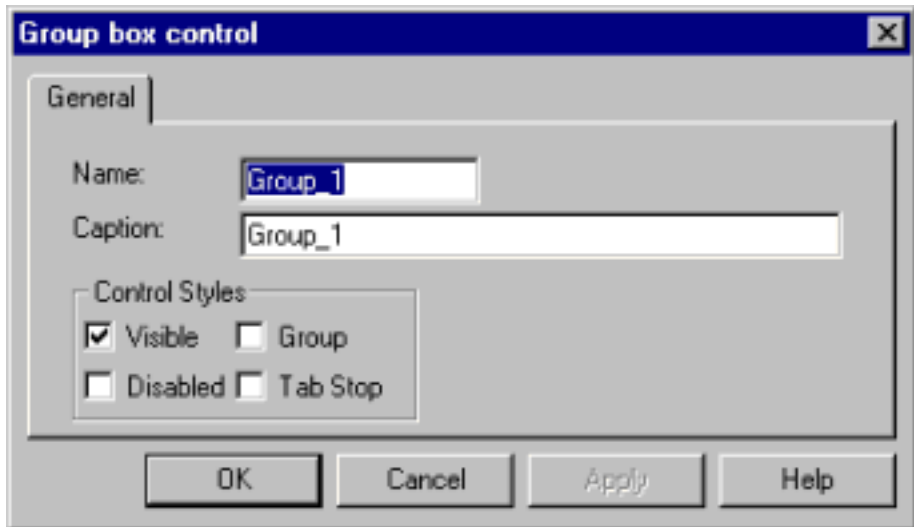 Group box control
General
Name: Group_1
Caption: Group_1
Control Styles
Visible Group
Disabled Tab Stop
OK Cancel Apply Help